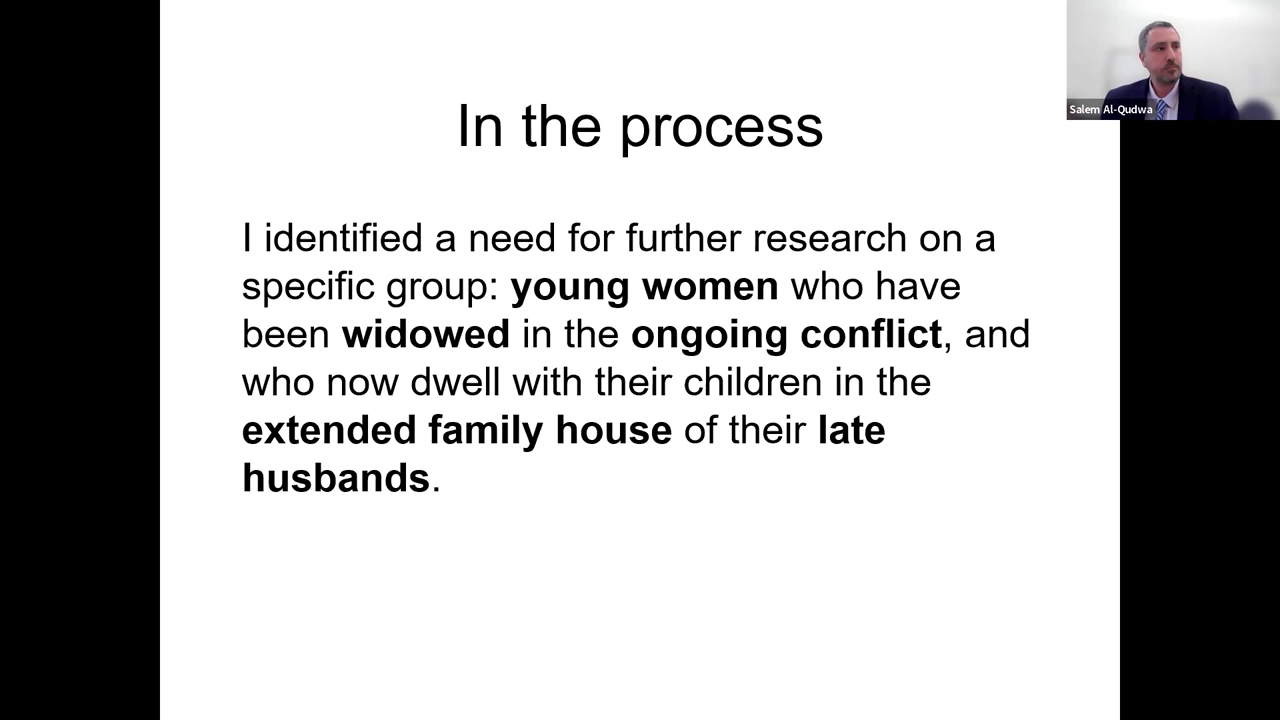 Salem Al-Qudwa
In the process
I identified a need for further research on a
specific group: young women who have
been widowed in the ongoing conflict, and
who now dwell with their children in the
extended family house of their late
husbands.